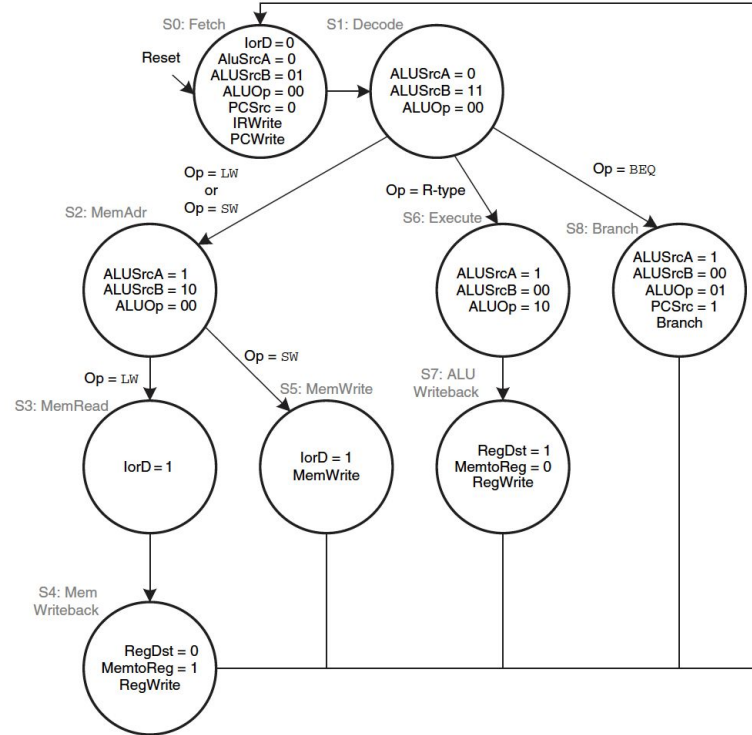 S0: Fetch
S1: Decode
Reset
IorD = 0
AluSrcA = 0
ALUSrcB = 01
ALUOp = 00
PCSrc = 0
IRWrite
PCWrite
ALUSrcA = 0
ALUSrcB = 11
ALUOp = 00
Op = LW
or
Op = SW
Op = R-type
Op = BEQ
S2: MemAdr
S6: Execute
S8: Branch
ALUSrcA = 1
ALUSrcB = 10
ALUOp = 00
ALUSrcA = 1
ALUSrcB = 00
ALUOp = 10
ALUSrcA = 1
ALUSrcB = 00
ALUOp = 01
PCSrc = 1
Branch
Op = LW
Op = SW
S3: MemRead
S5: MemWrite
S7: ALU
Writeback
IorD = 1
IorD = 1
MemWrite
RegDst = 1
MemtoReg = 0
RegWrite
S4: Mem
Writeback
RegDst = 0
MemtoReg = 1
RegWrite